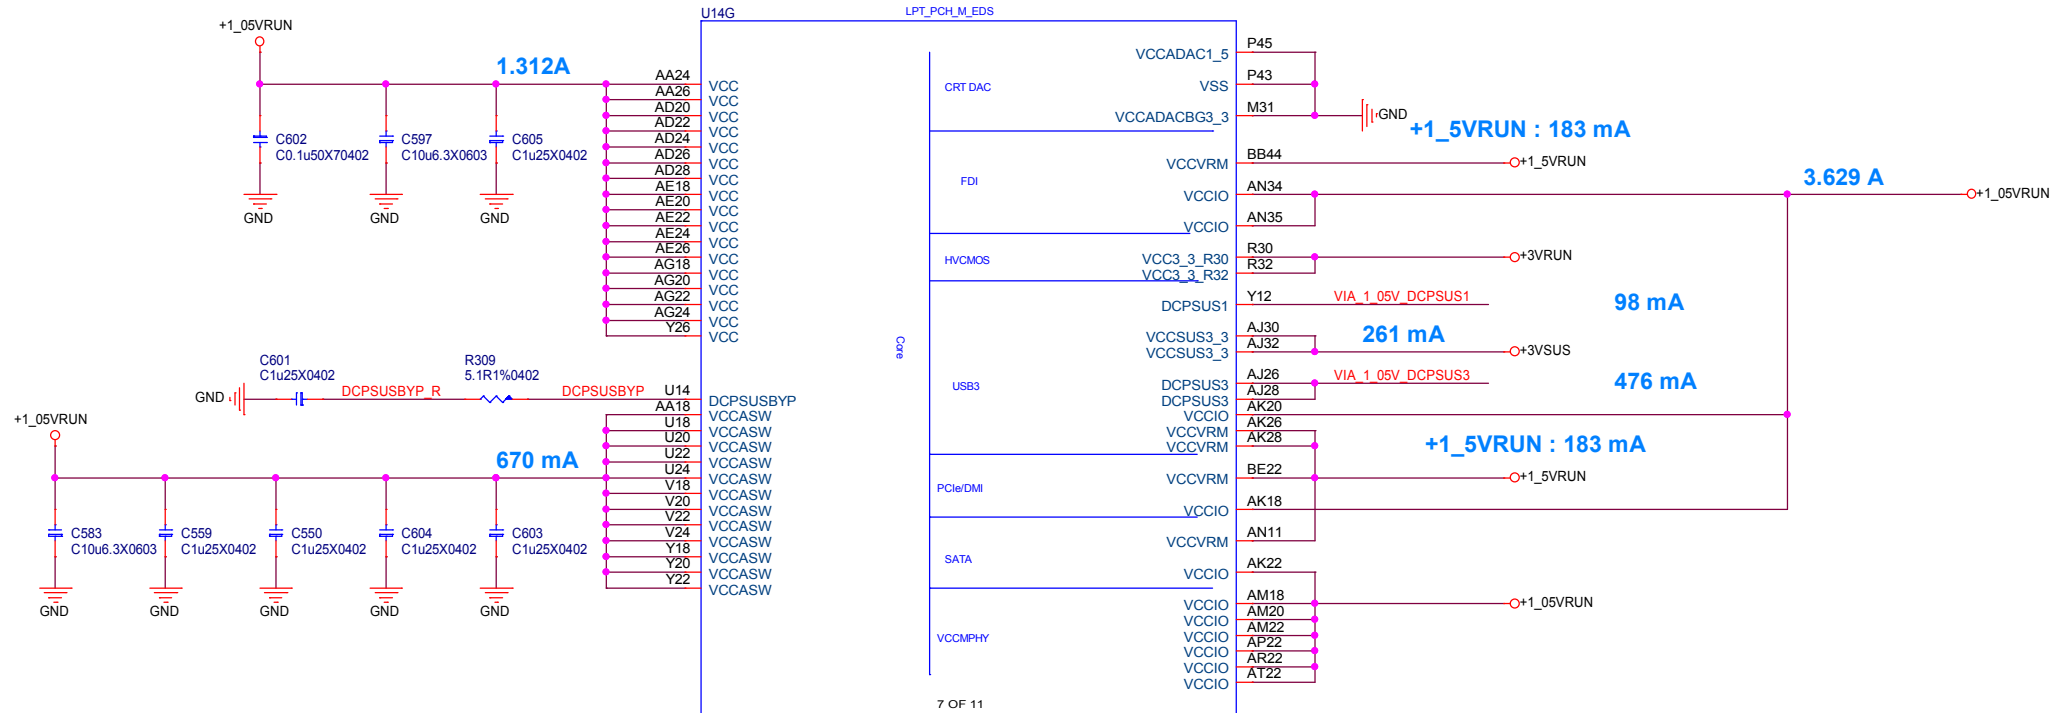 U14G
LPT_PCH_M_EDS
+1_05VRUN
1.312A
AA24 VCC
AA26 VCC
AD20 VCC
AD22 VCC
AD24 VCC
AD26 VCC
AD28 VCC
AE18 VCC
AE20 VCC
AE22 VCC
AE24 VCC
AE26 VCC
AG18 VCC
AG20 VCC
AG22 VCC
AG24 VCC
Y26 VCC
C602
C0.1u50X70402
C597
C10u6.3X0603
C605
C1u25X0402
GND
GND
GND
C601
C1u25X0402
R309
5.1R1%0402
GND
DCPSUSBYP_R
DCPSUSBYP
U14 DCPSUSBYP
AA18 VCCASW
U18 VCCASW
U20 VCCASW
U22 VCCASW
U24 VCCASW
V18 VCCASW
V20 VCCASW
V22 VCCASW
V24 VCCASW
Y18 VCCASW
Y20 VCCASW
Y22 VCCASW
+1_05VRUN
670 mA
C583
C10u6.3X0603
C559
C1u25X0402
C550
C1u25X0402
C604
C1u25X0402
C603
C1u25X0402
GND
GND
GND
GND
GND
Core
CRT DAC
FDI
HVCMOS
USB3
PCIe/DMI
SATA
VCCMPHY
7 OF 11
VCCADAC1_5 P45
VSS P43
VCCADACBG3_3 M31
GND
+1_5VRUN : 183 mA
VCCVRM BB44
+1_5VRUN
VCCIO AN34
3.629 A
+1_05VRUN
VCCIO AN35
VCC3_3_R30 R30
+3VRUN
VCC3_3_R32 R32
DCPSUS1 Y12
VIA_1_05V_DCPSUS1
98 mA
VCCSUS3_3 AJ30
261 mA
VCCSUS3_3 AJ32
+3VSUS
DCPSUS3 AJ26
VIA_1_05V_DCPSUS3
476 mA
DCPSUS3 AJ28
VCCIO AK20
VCCVRM AK26
VCCVRM AK28
+1_5VRUN : 183 mA
VCCVRM BE22
+1_5VRUN
VCCIO AK18
VCCVRM AN11
VCCIO AK22
VCCIO AM18
+1_05VRUN
VCCIO AM20
VCCIO AM22
VCCIO AP22
VCCIO AR22
VCCIO AT22